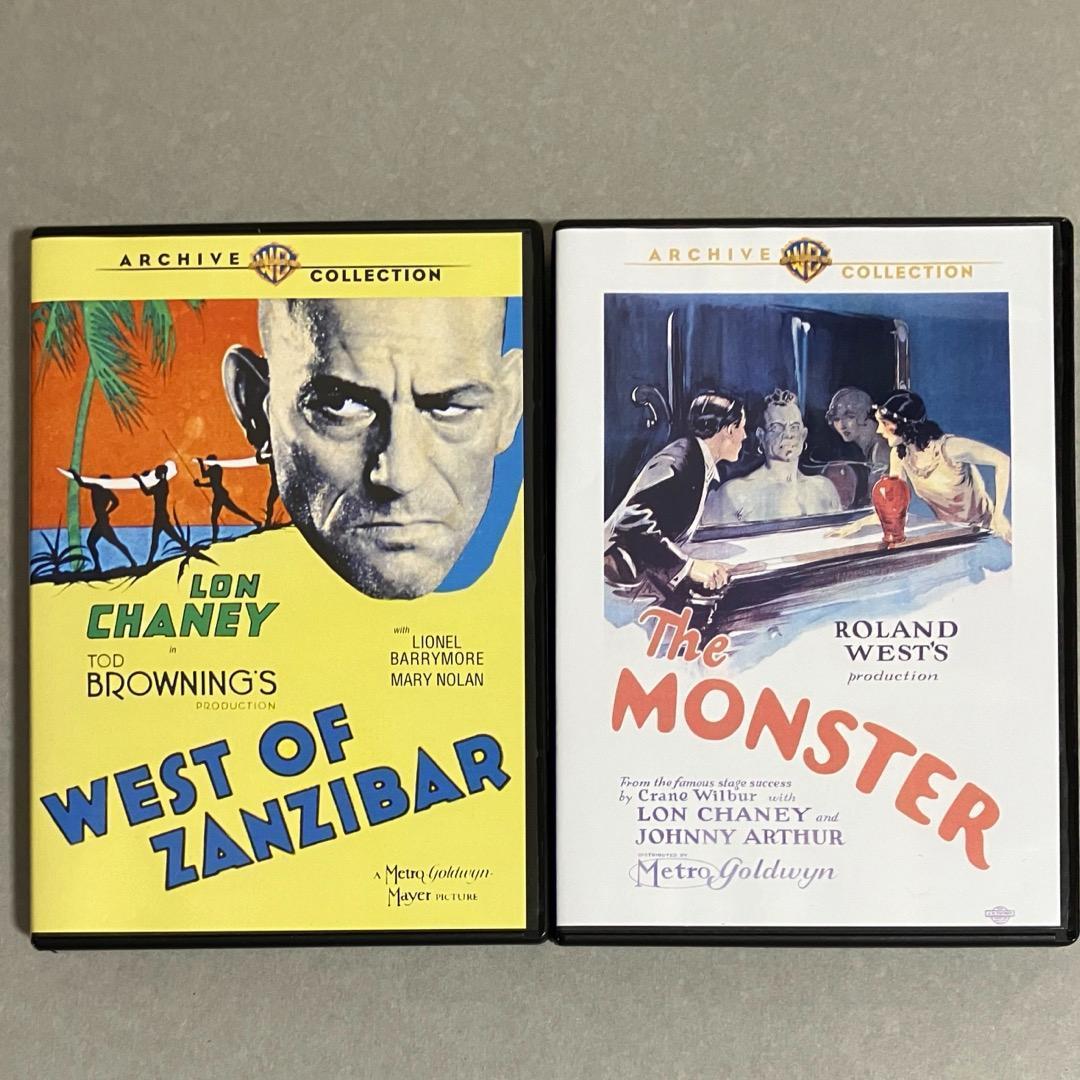 ARCHIVE WB COLLECTION
LON
CHANEY
in
TOD
BROWNING'S
PRODUCTION
with
LIONEL
BARRYMORE
MARY NOLAN
WEST OF
ZANZIBAR
A Metro Goldwyn-
Mayer PICTURE
ARCHIVE WB COLLECTION
The
MONSTER
ROLAND
WEST'S
production
From the famous stage success
by Crane Wilbur with
LON CHANEY and
JOHNNY ARTHUR
DISTRIBUTED BY
Metro Goldwyn